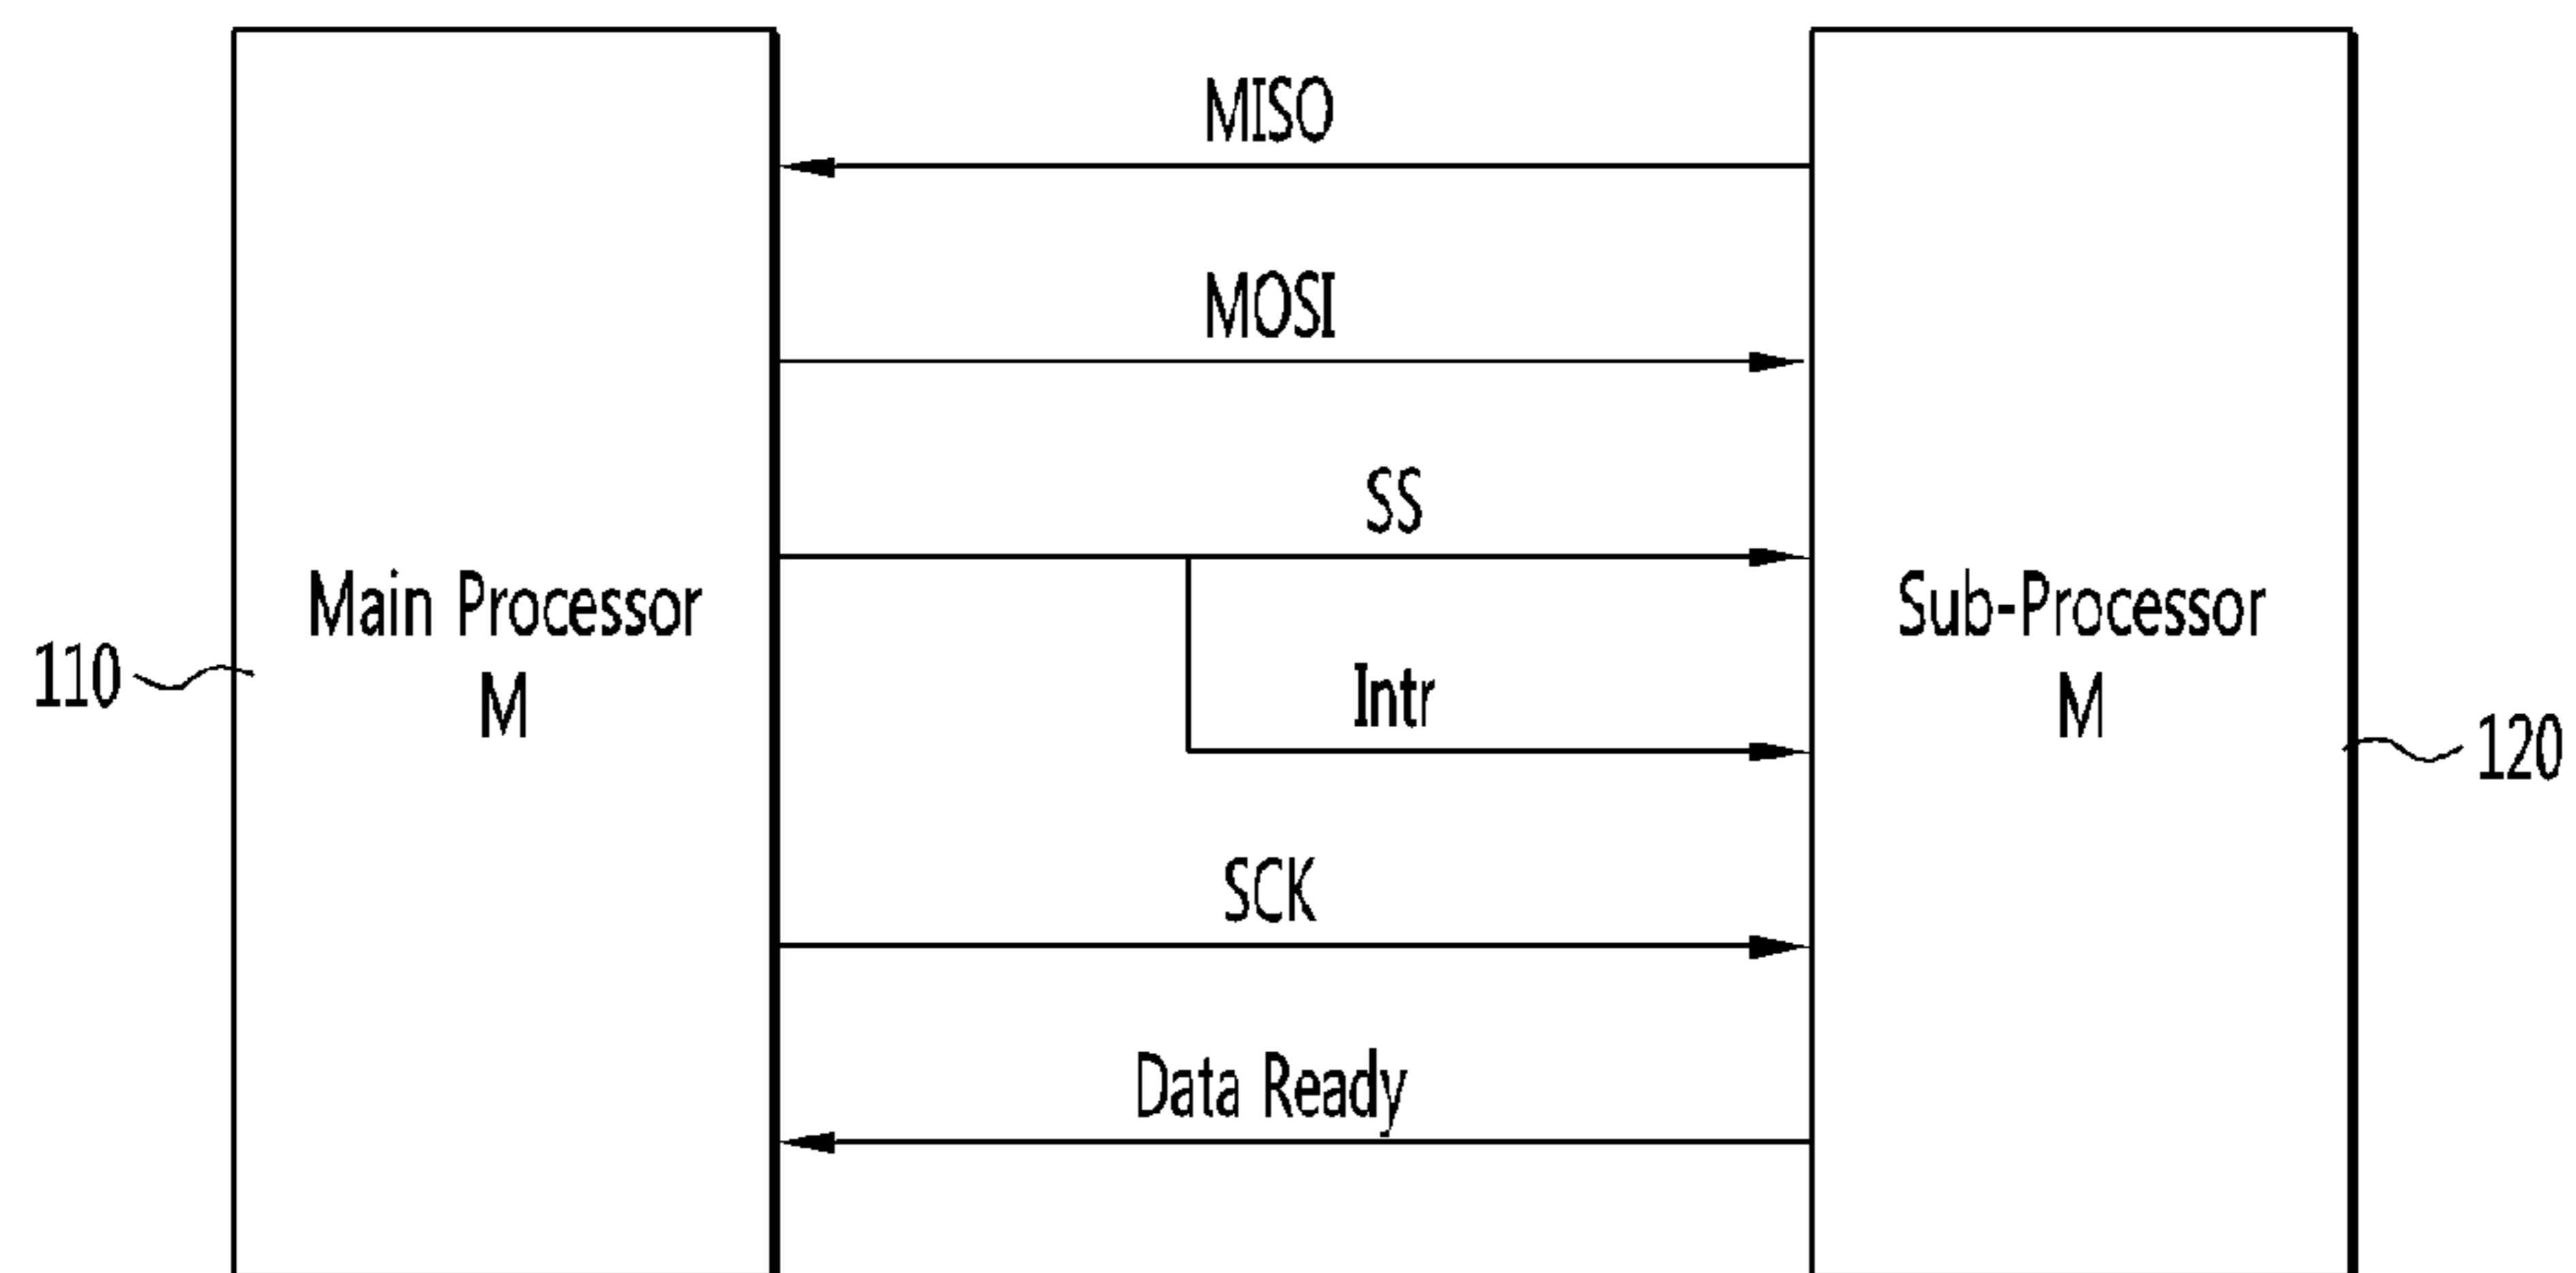 MISO
MOSI
SS
Main Processor
M
110
Sub-Processor
M
120
Intr
SCK
Data Ready